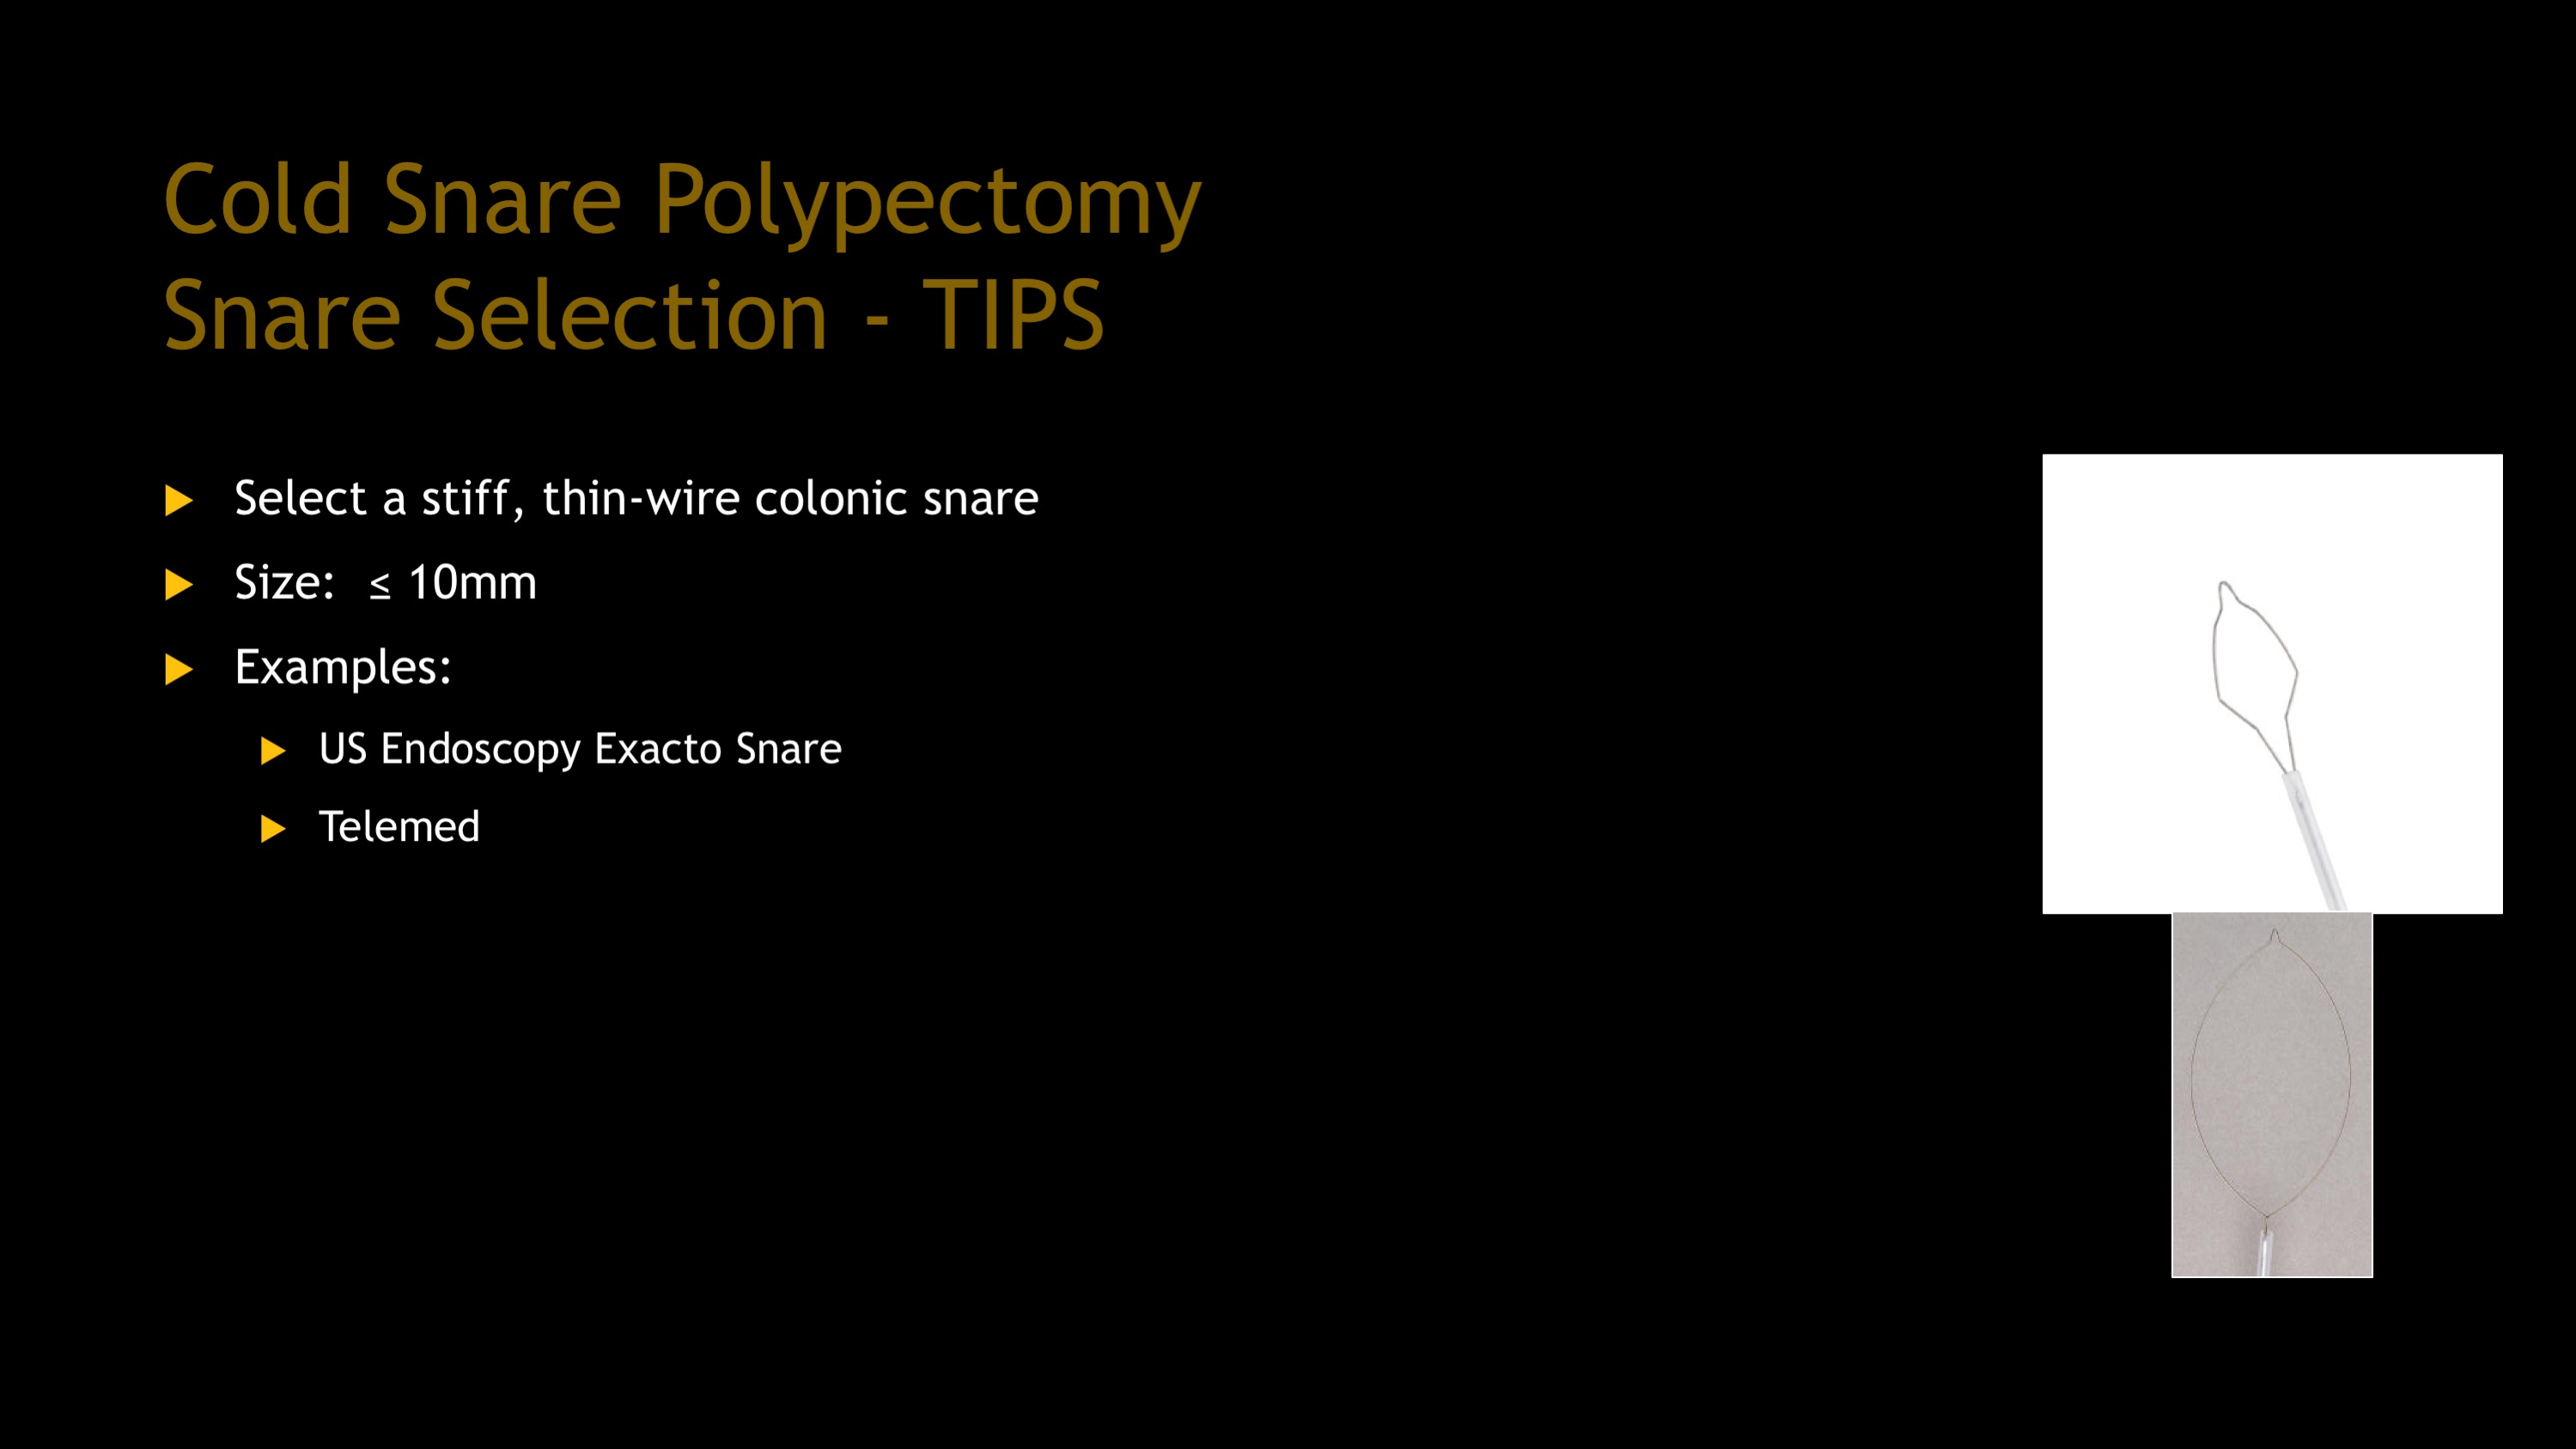 Cold Snare Polypectomy
Snare Selection - TIPS
Select a stiff, thin-wire colonic snare
Size: ≤ 10mm
Examples:
US Endoscopy Exacto Snare
Telemed